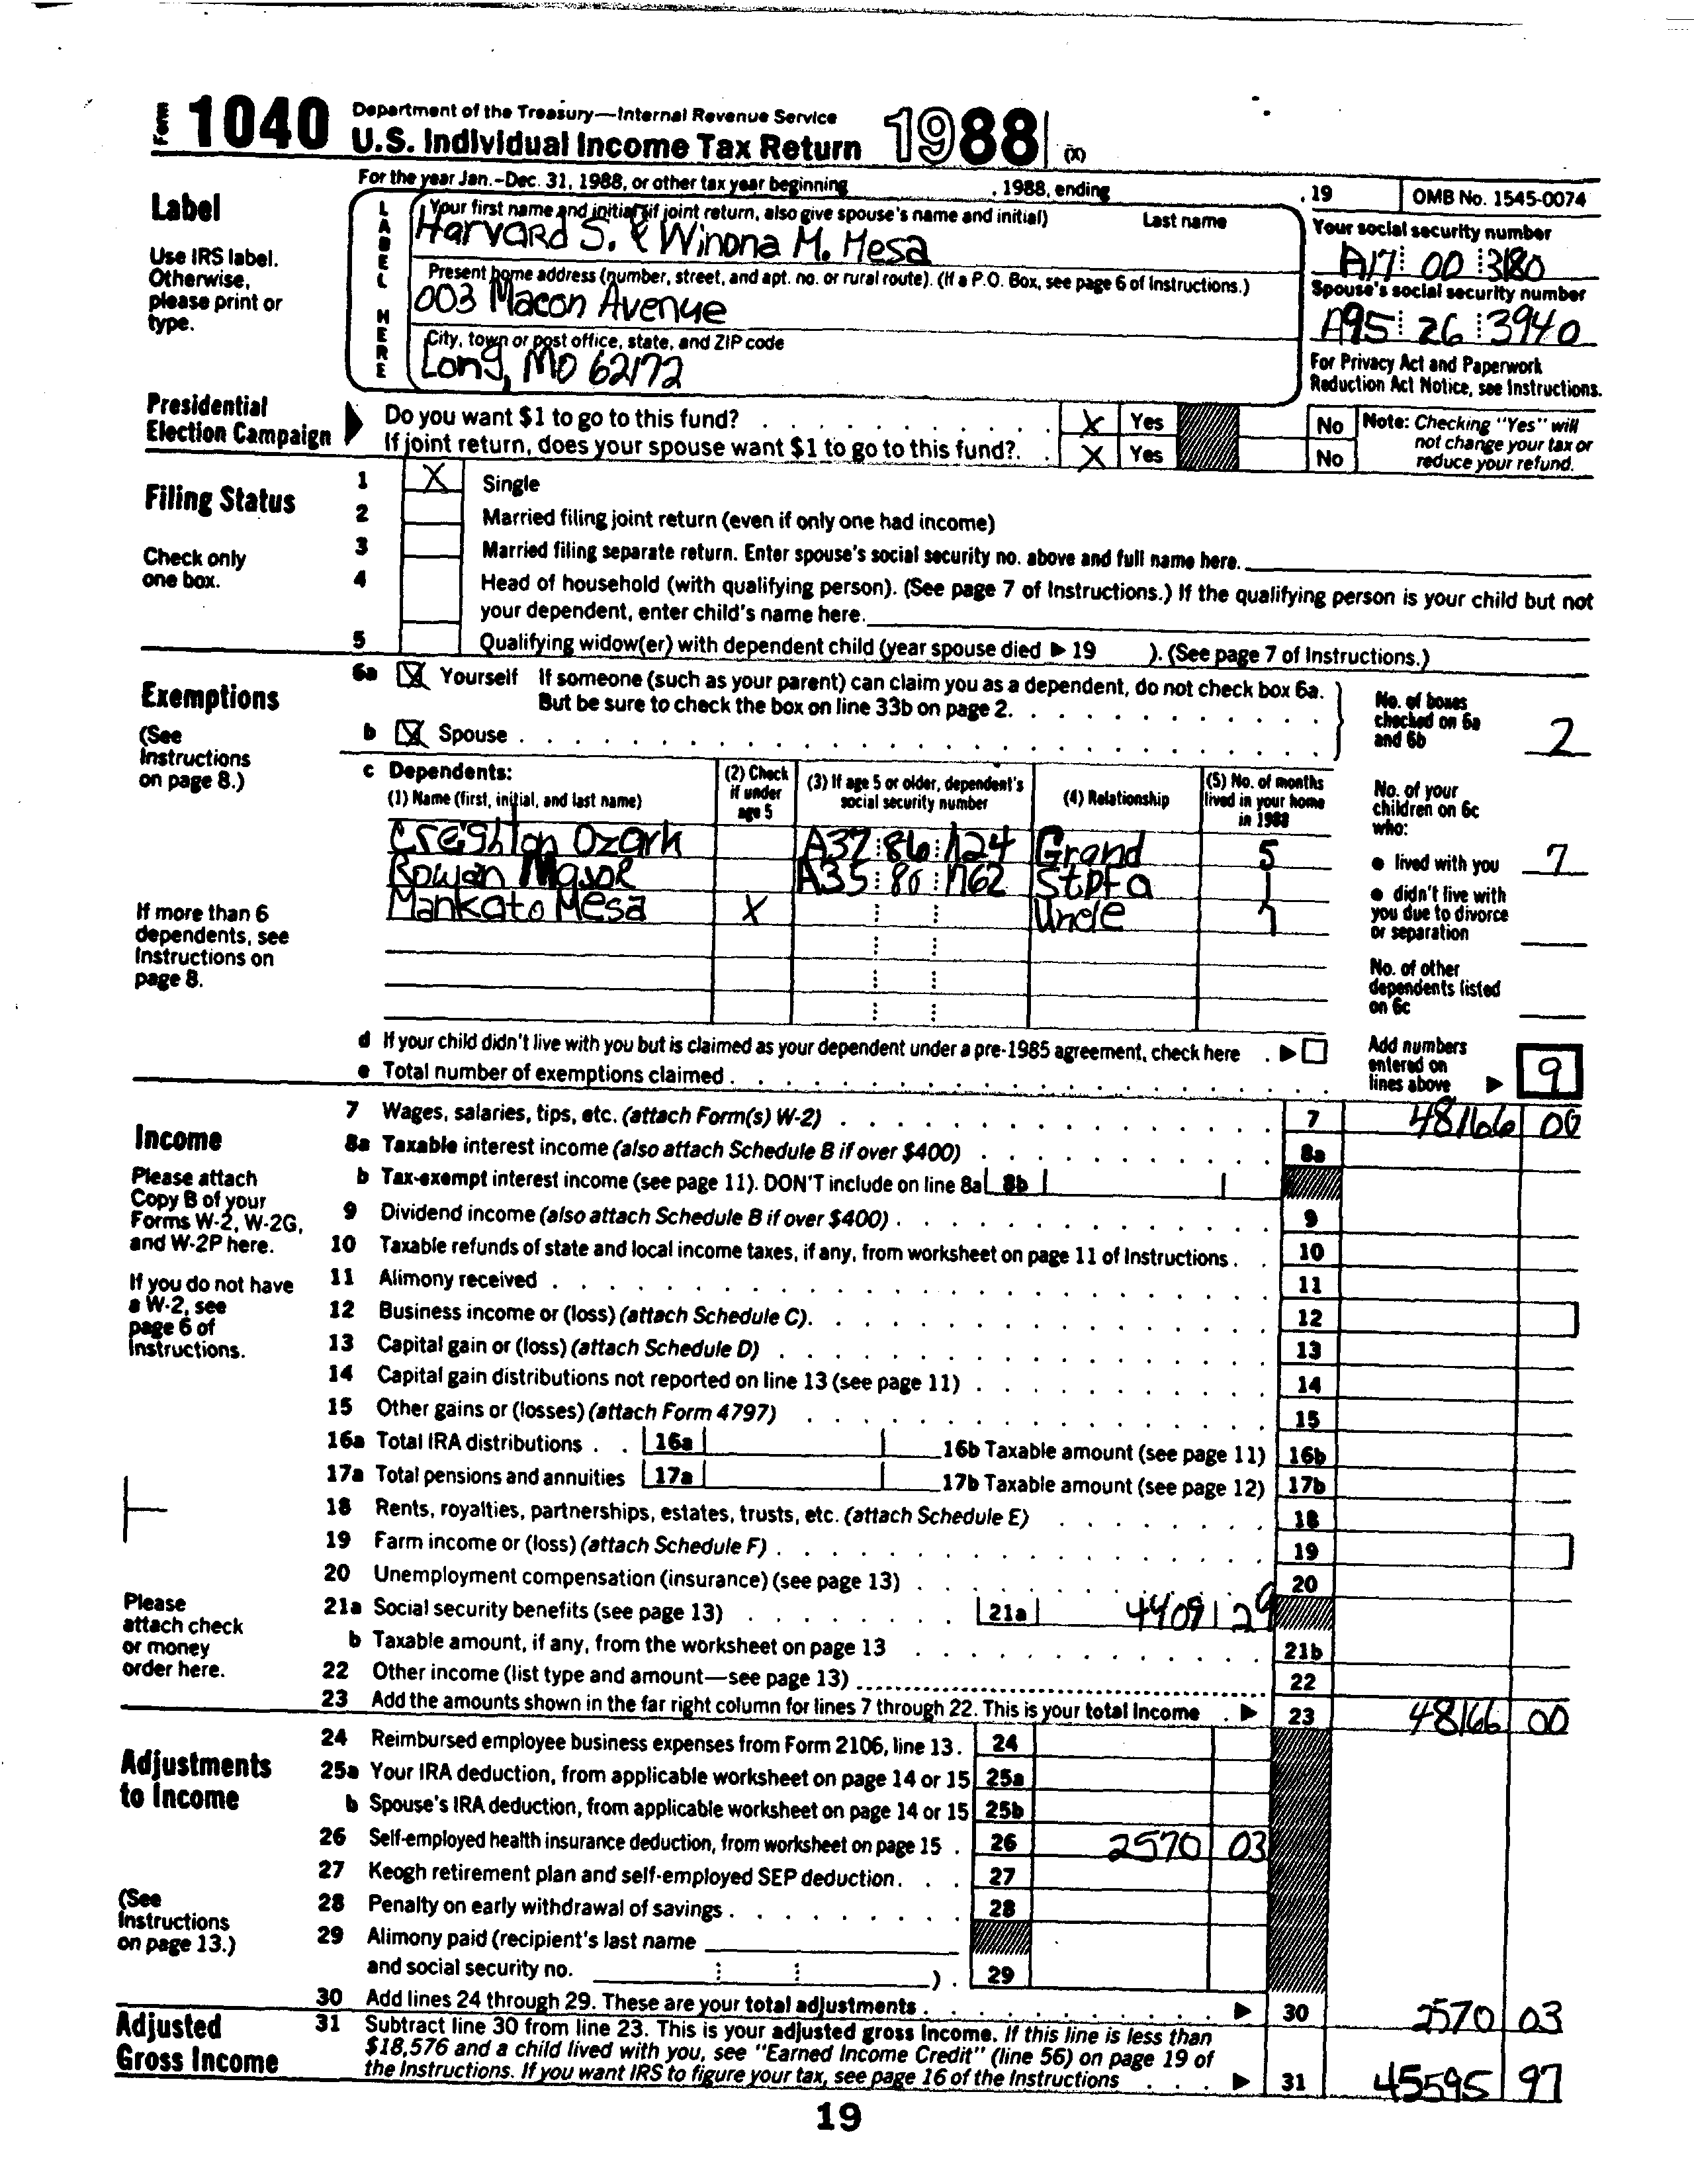 Form 1040 Department of the Treasury—Internal Revenue Service
U.S. Individual Income Tax Return 1988 (X)
For the year Jan.-Dec. 31, 1988, or other tax year beginning , 1988, ending , 19 OMB No. 1545-0074
Label
Use IRS label.
Otherwise,
please print or
type.
LABEL HERE
Your first name and initial (if joint return, also give spouse's name and initial) Last name
Harvard S. & Winona M. Mesa
Present home address (number, street, and apt. no. or rural route). (If a P.O. Box, see page 6 of Instructions.)
003 Macon Avenue
City, town or post office, state, and ZIP code
Long, MO 62172
Your social security number
A17 00 3180
Spouse's social security number
A95 26 3940
For Privacy Act and Paperwork
Reduction Act Notice, see Instructions.
Presidential
Election Campaign
Do you want $1 to go to this fund? X Yes No
If joint return, does your spouse want $1 to go to this fund? X Yes No
Note: Checking "Yes" will
not change your tax or
reduce your refund.
Filing Status
Check only
one box.
1 X Single
2 Married filing joint return (even if only one had income)
3 Married filing separate return. Enter spouse's social security no. above and full name here.
4 Head of household (with qualifying person). (See page 7 of Instructions.) If the qualifying person is your child but not
your dependent, enter child's name here.
5 Qualifying widow(er) with dependent child (year spouse died ▶ 19 ). (See page 7 of Instructions.)
Exemptions
(See
Instructions
on page 8.)
6a X Yourself If someone (such as your parent) can claim you as a dependent, do not check box 6a.
But be sure to check the box on line 33b on page 2.
b X Spouse
No. of boxes
checked on 6a
and 6b 2
c Dependents:
(1) Name (first, initial, and last name)
(2) Check
if under
age 5
(3) If age 5 or older, dependent's
social security number
(4) Relationship
(5) No. of months
lived in your home
in 1988
Creighton Ozark A37 86 1124 Grand 5
Rowan Major A35 80 1762 StpFa 1
Mankato Mesa X Uncle 7
If more than 6
dependents, see
Instructions on
page 8.
No. of your
children on 6c
who:
● lived with you 7
● didn't live with
you due to divorce
or separation
No. of other
dependents listed
on 6c
d If your child didn't live with you but is claimed as your dependent under a pre-1985 agreement, check here ▶
e Total number of exemptions claimed
Add numbers
entered on
lines above ▶ 9
Income
Please attach
Copy B of your
Forms W-2, W-2G,
and W-2P here.
If you do not have
a W-2, see
page 6 of
Instructions.
Please
attach check
or money
order here.
7 Wages, salaries, tips, etc. (attach Form(s) W-2) 7 48166 00
8a Taxable interest income (also attach Schedule B if over $400) 8a
b Tax-exempt interest income (see page 11). DON'T include on line 8a 8b
9 Dividend income (also attach Schedule B if over $400) 9
10 Taxable refunds of state and local income taxes, if any, from worksheet on page 11 of Instructions 10
11 Alimony received 11
12 Business income or (loss) (attach Schedule C) 12
13 Capital gain or (loss) (attach Schedule D) 13
14 Capital gain distributions not reported on line 13 (see page 11) 14
15 Other gains or (losses) (attach Form 4797) 15
16a Total IRA distributions 16a 16b Taxable amount (see page 11) 16b
17a Total pensions and annuities 17a 17b Taxable amount (see page 12) 17b
18 Rents, royalties, partnerships, estates, trusts, etc. (attach Schedule E) 18
19 Farm income or (loss) (attach Schedule F) 19
20 Unemployment compensation (insurance) (see page 13) 20
21a Social security benefits (see page 13) 21a 4409 29
b Taxable amount, if any, from the worksheet on page 13 21b
22 Other income (list type and amount—see page 13) 22
23 Add the amounts shown in the far right column for lines 7 through 22. This is your total income ▶ 23 48166 00
Adjustments
to Income
(See
Instructions
on page 13.)
24 Reimbursed employee business expenses from Form 2106, line 13. 24
25a Your IRA deduction, from applicable worksheet on page 14 or 15 25a
b Spouse's IRA deduction, from applicable worksheet on page 14 or 15 25b
26 Self-employed health insurance deduction, from worksheet on page 15 26 2570 03
27 Keogh retirement plan and self-employed SEP deduction 27
28 Penalty on early withdrawal of savings 28
29 Alimony paid (recipient's last name
and social security no. ) 29
30 Add lines 24 through 29. These are your total adjustments ▶ 30 2570 03
Adjusted
Gross Income
31 Subtract line 30 from line 23. This is your adjusted gross income. If this line is less than
$18,576 and a child lived with you, see "Earned Income Credit" (line 56) on page 19 of
the Instructions. If you want IRS to figure your tax, see page 16 of the Instructions ▶ 31 45595 97
19